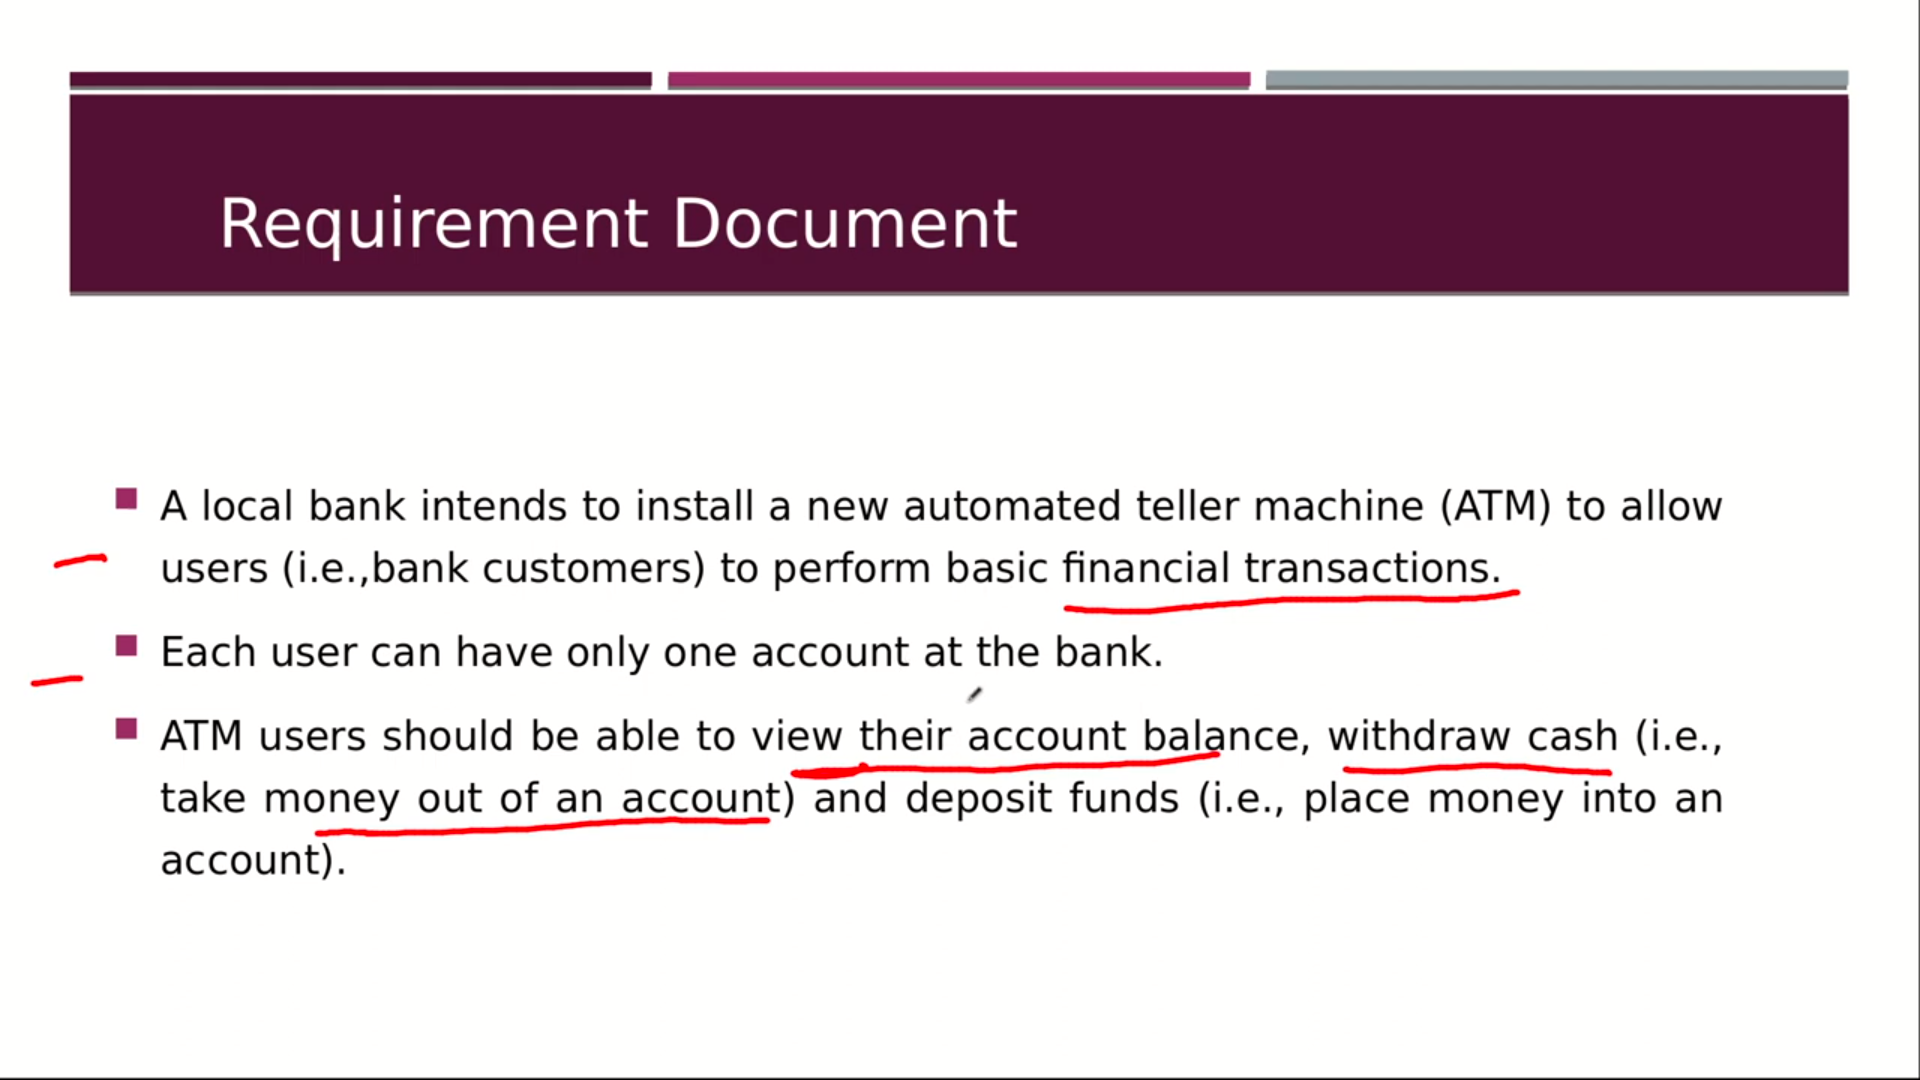 Requirement Document
A local bank intends to install a new automated teller machine (ATM) to allow
users (i.e.,bank customers) to perform basic financial transactions.
Each user can have only one account at the bank.
ATM users should be able to view their account balance, withdraw cash (i.e.,
take money out of an account) and deposit funds (i.e., place money into an
account).